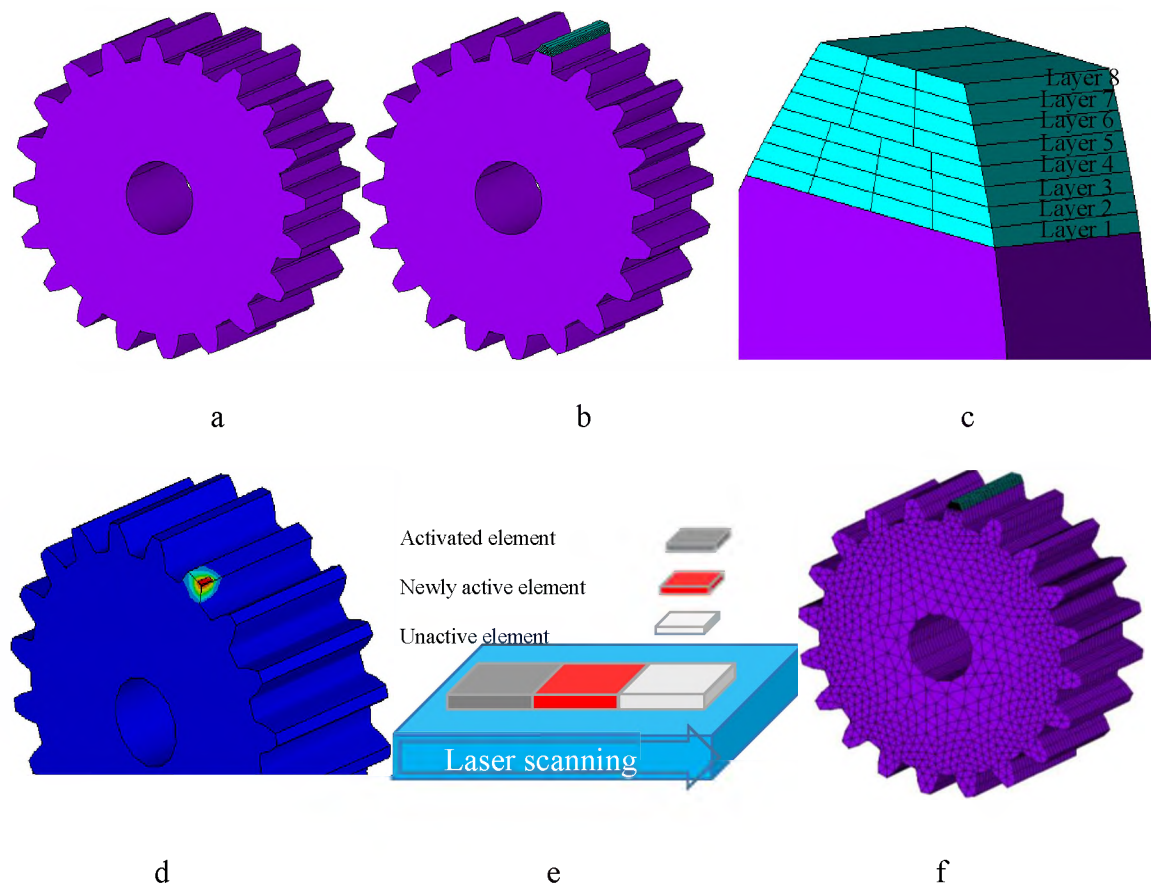 Layer 8
Layer 7
Layer 6
Layer 5
Layer 4
Layer 3
Layer 2
Layer 1
a
b
c
Activated element
Newly active element
Unactive element
Laser scanning
d
e
f